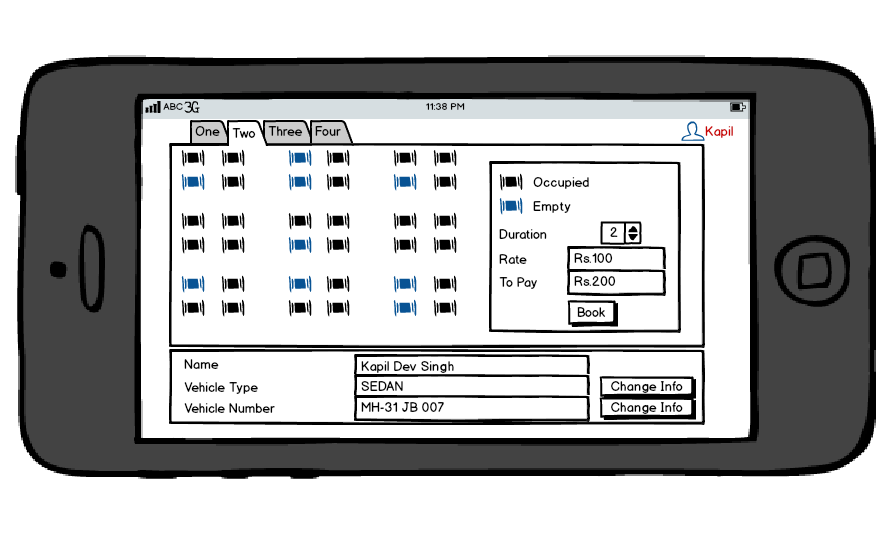 ABC 3G 11:38 PM
One Two Three Four Kapil
Occupied
Empty
Duration 2
Rate Rs.100
To Pay Rs.200
Book
Name Kapil Dev Singh
Vehicle Type SEDAN Change Info
Vehicle Number MH-31 JB 007 Change Info